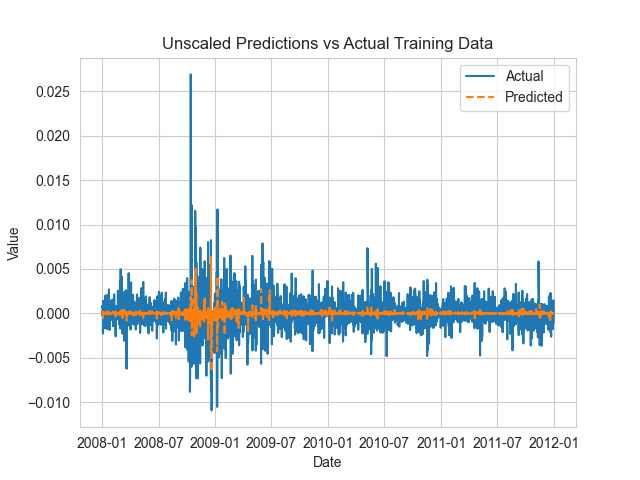 Unscaled Predictions vs Actual Training Data
Actual
Predicted
0.025
0.020
0.015
0.010
0.005
0.000
−0.005
−0.010
Value
2008-01 2008-07 2009-01 2009-07 2010-01 2010-07 2011-01 2011-07 2012-01
Date